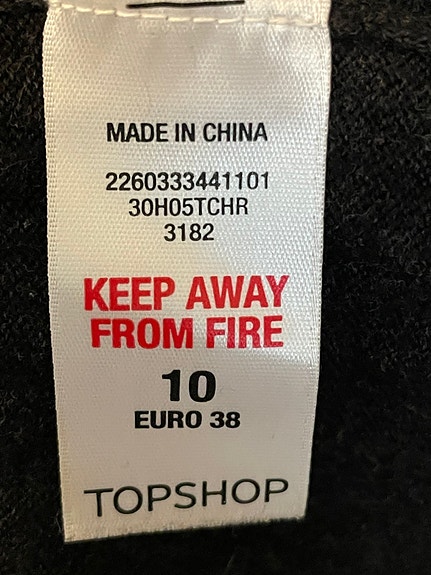 MADE IN CHINA
2260333441101
30H05TCHR
3182
KEEP AWAY
FROM FIRE
10
EURO 38
TOPSHOP